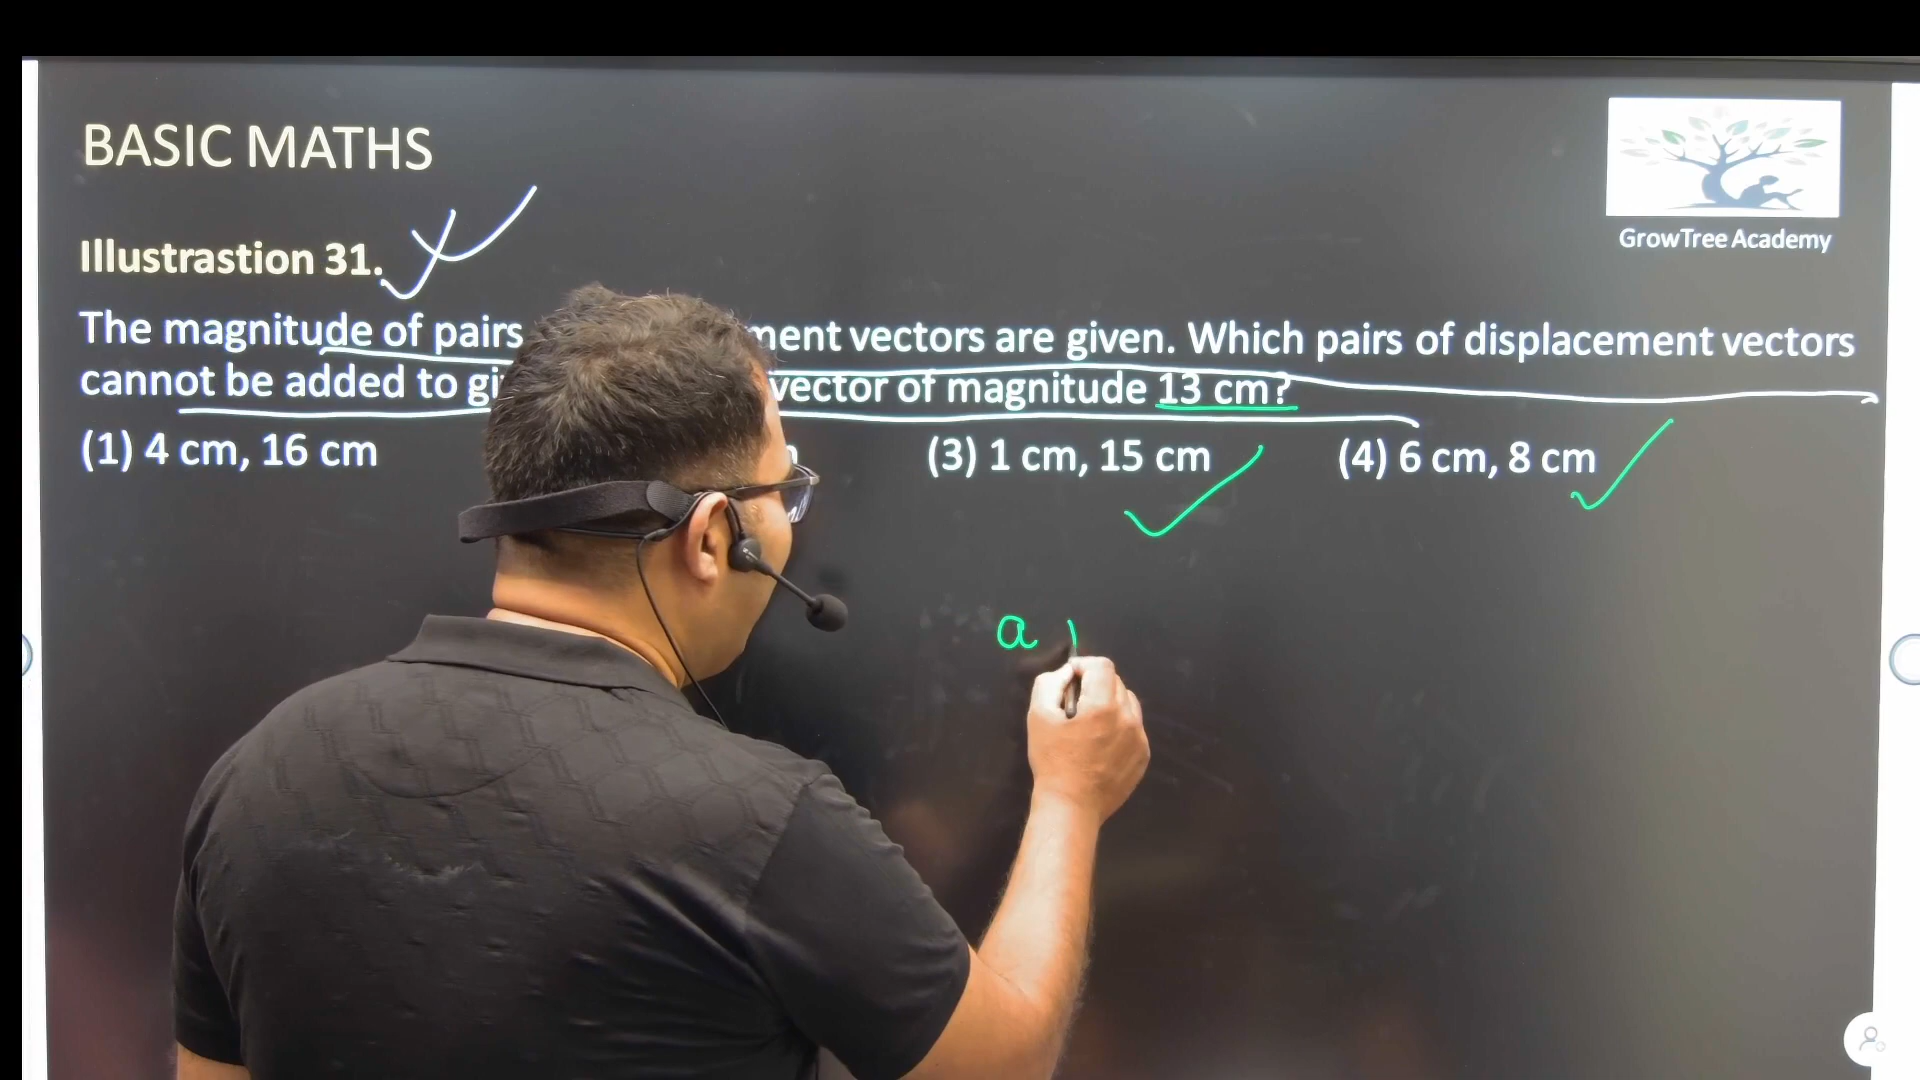 BASIC MATHS
GrowTree Academy
Illustrastion 31.
The magnitude of pairs ment vectors are given. Which pairs of displacement vectors
cannot be added to gi vector of magnitude 13 cm?
(1) 4 cm, 16 cm (3) 1 cm, 15 cm (4) 6 cm, 8 cm
a